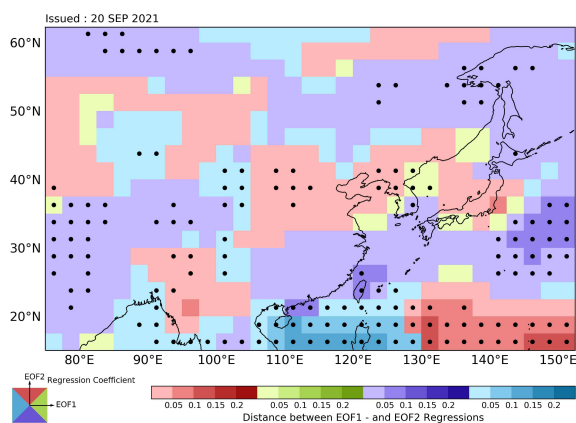 Issued : 20 SEP 2021
60°N
50°N
40°N
30°N
20°N
80°E 90°E 100°E 110°E 120°E 130°E 140°E 150°E
EOF2 Regression Coefficient
EOF1
0.05 0.1 0.15 0.2 0.05 0.1 0.15 0.2 0.05 0.1 0.15 0.2 0.05 0.1 0.15 0.2
Distance between EOF1 - and EOF2 Regressions